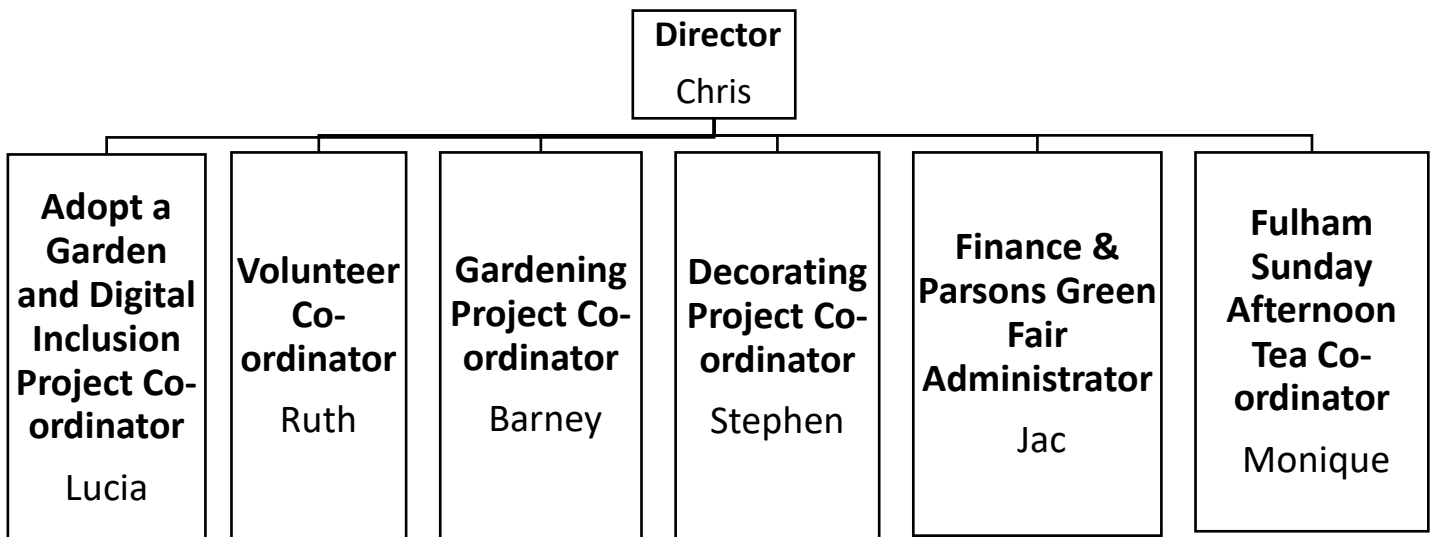 Director
Chris
Adopt a
Garden
and Digital
Inclusion
Project Co-
ordinator
Lucia
Volunteer
Co-
ordinator
Ruth
Gardening
Project Co-
ordinator
Barney
Decorating
Project Co-
ordinator
Stephen
Finance &
Parsons Green
Fair
Administrator
Jac
Fulham
Sunday
Afternoon
Tea Co-
ordinator
Monique